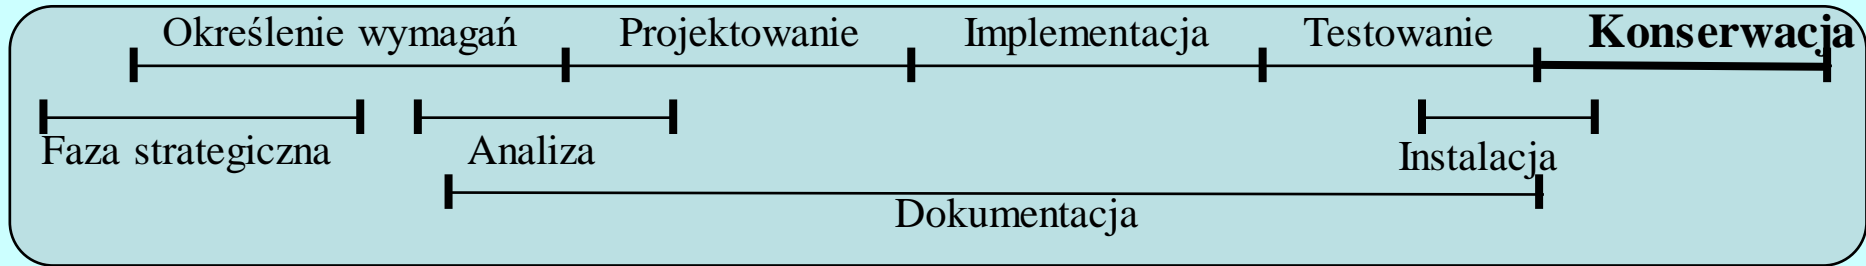 Określenie wymagań Projektowanie Implementacja Testowanie Konserwacja
Faza strategiczna Analiza Instalacja
Dokumentacja